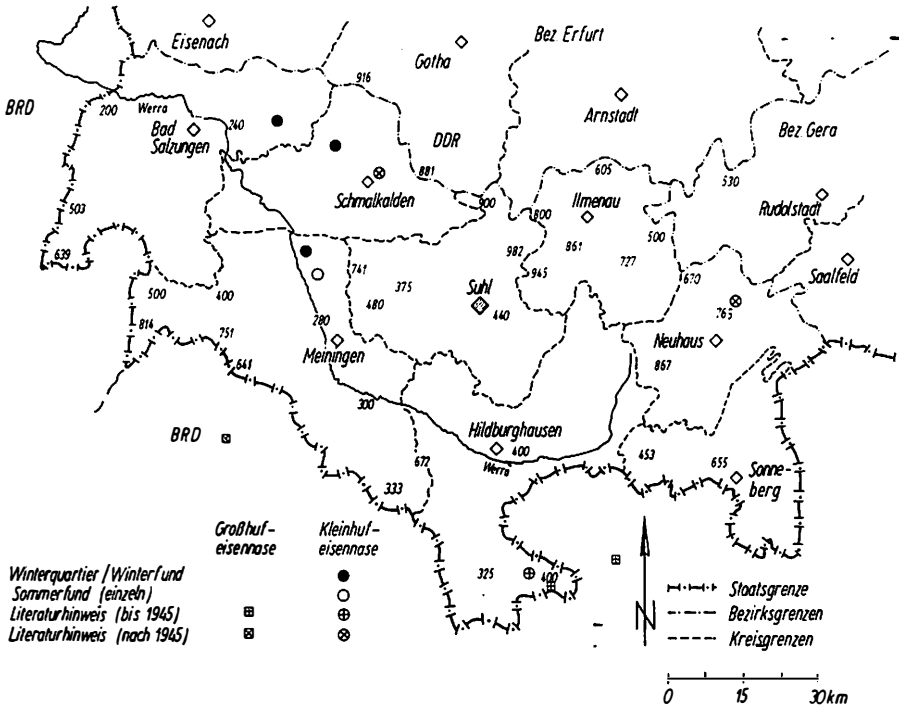 Eisenach
Gotha
Bez. Erfurt
916
BRD
200
Werra
Arnstadt
240
Bad
Salzungen
DDR
Bez. Gera
881
605
530
Schmalkalden
900
800
Ilmenau
Rudolstadt
503
500
639
982
861
741
945
727
Saalfeld
500
400
375
670
480
Suhl
440
765
814
280
751
Meiningen
Neuhaus
641
867
300
BRD
Hildburghausen
400
672
Werra
453
655
Sonne-
berg
333
Großhuf-
eisennase
Kleinhuf-
eisennase
325
400
Winterquartier / Winterfund
Sommerfund (einzeln)
Literaturhinweis (bis 1945)
Literaturhinweis (nach 1945)
N
Staatsgrenze
Bezirksgrenzen
Kreisgrenzen
0 15 30 km